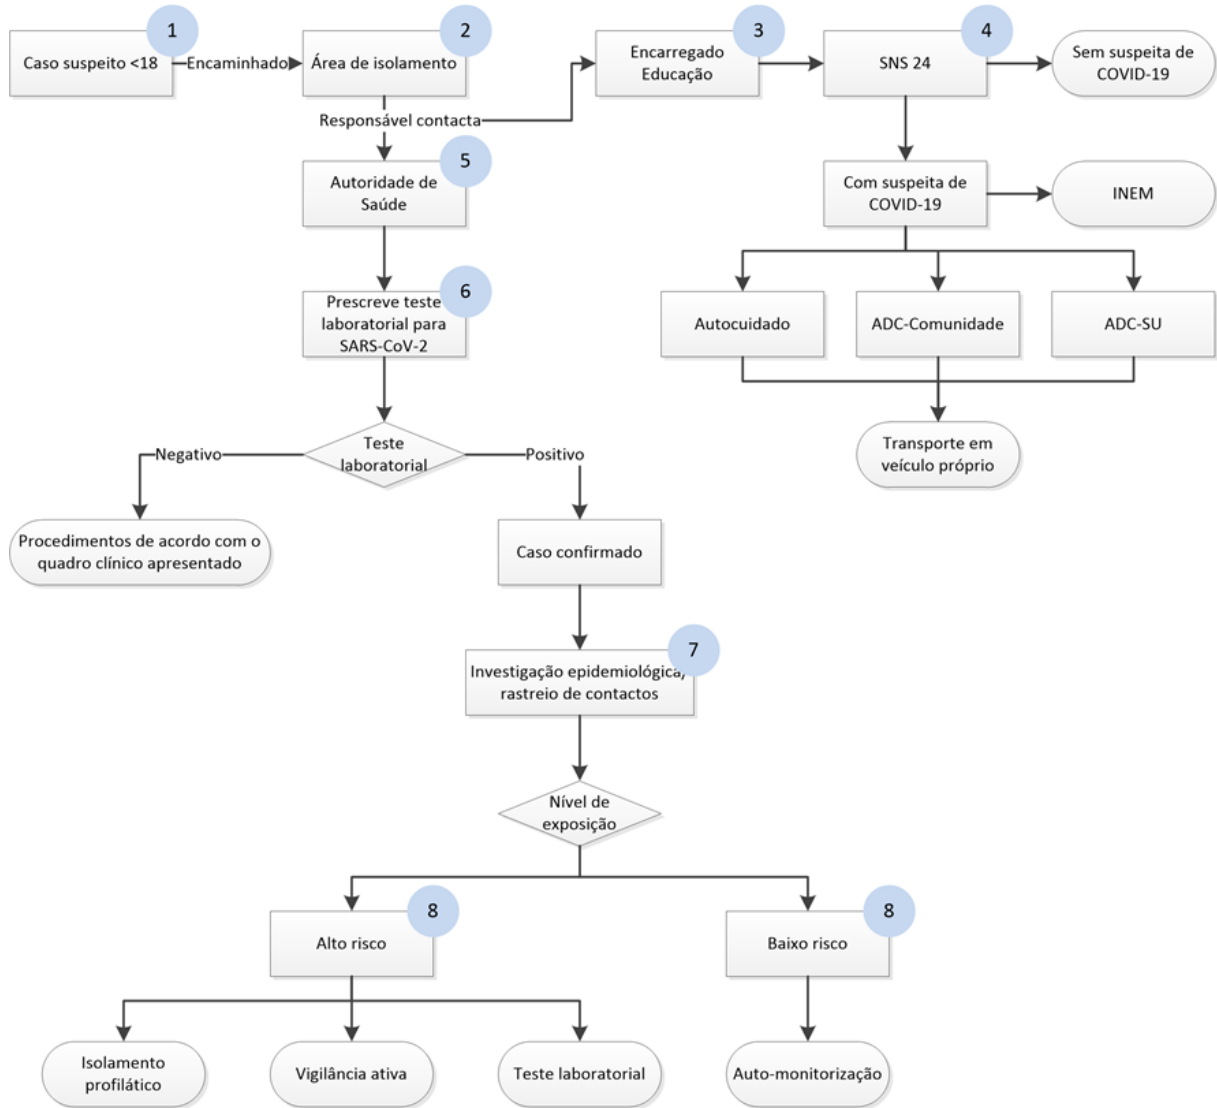 1
Caso suspeito <18
Encaminhado
2
Área de isolamento
3
Encarregado
Educação
4
SNS 24
Sem suspeita de
COVID-19
Responsável contacta
5
Autoridade de
Saúde
Com suspeita de
COVID-19
INEM
6
Prescreve teste
laboratorial para
SARS-CoV-2
Autocuidado
ADC-Comunidade
ADC-SU
Teste
laboratorial
Negativo
Positivo
Transporte em
veículo próprio
Procedimentos de acordo com o
quadro clínico apresentado
Caso confirmado
7
Investigação epidemiológica/
rastreio de contactos
Nível de
exposição
8
Alto risco
8
Baixo risco
Isolamento
profilático
Vigilância ativa
Teste laboratorial
Auto-monitorização